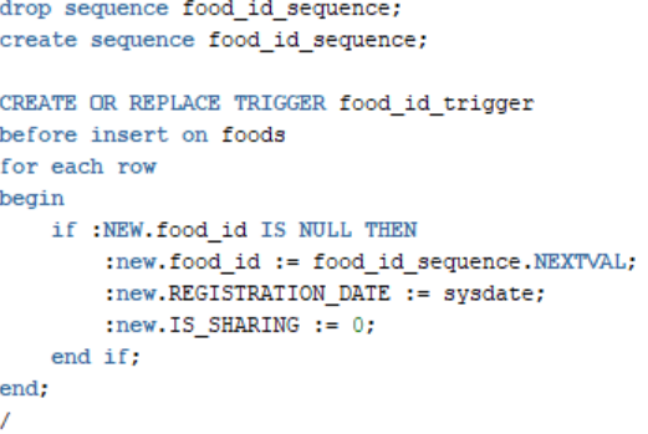 drop sequence food_id_sequence;
create sequence food_id_sequence;

CREATE OR REPLACE TRIGGER food_id_trigger
before insert on foods
for each row
begin
    if :NEW.food_id IS NULL THEN
        :new.food_id := food_id_sequence.NEXTVAL;
        :new.REGISTRATION_DATE := sysdate;
        :new.IS_SHARING := 0;
    end if;
end;
/